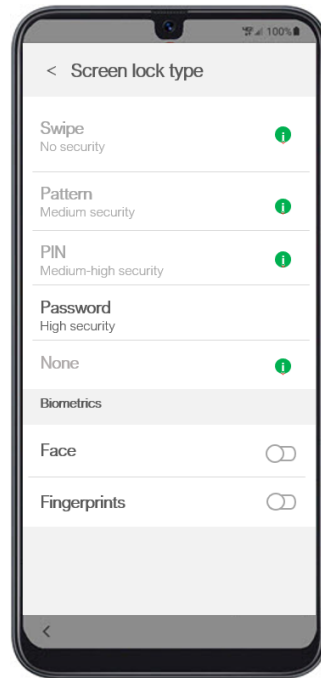 100%
< Screen lock type
Swipe
No security
Pattern
Medium security
PIN
Medium-high security
Password
High security
None
Biometrics
Face
Fingerprints